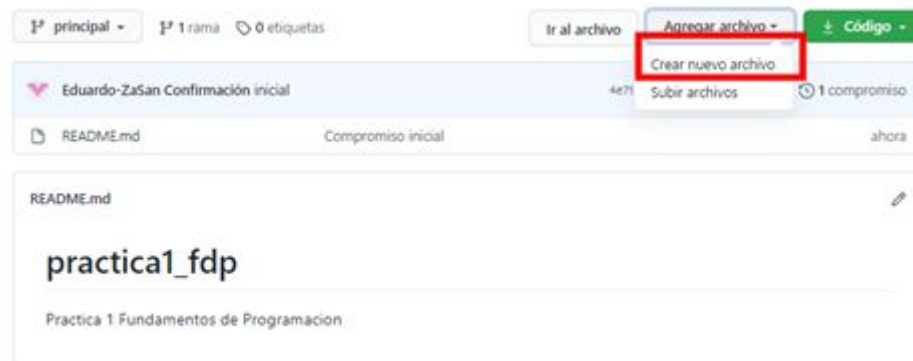 principal
1 rama
0 etiquetas
Ir al archivo
Agregar archivo
Código
Crear nuevo archivo
Eduardo-ZaSan Confirmación inicial
4e7f
Subir archivos
1 compromiso
README.md
Compromiso inicial
ahora
README.md
practica1_fdp
Practica 1 Fundamentos de Programacion